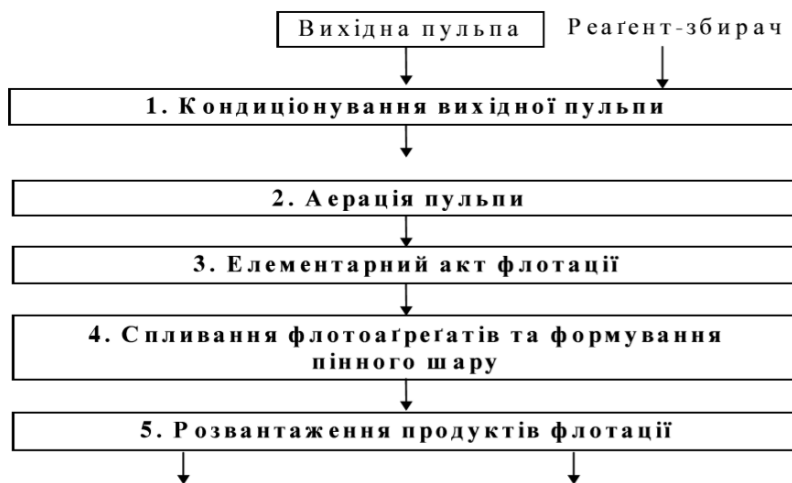 Вихідна пульпа Реаґент-збирач
1. Кондиціонування вихідної пульпи
2. Аерація пульпи
3. Елементарний акт флотації
4. Спливання флотоаґреґатів та формування
пінного шару
5. Розвантаження продуктів флотації